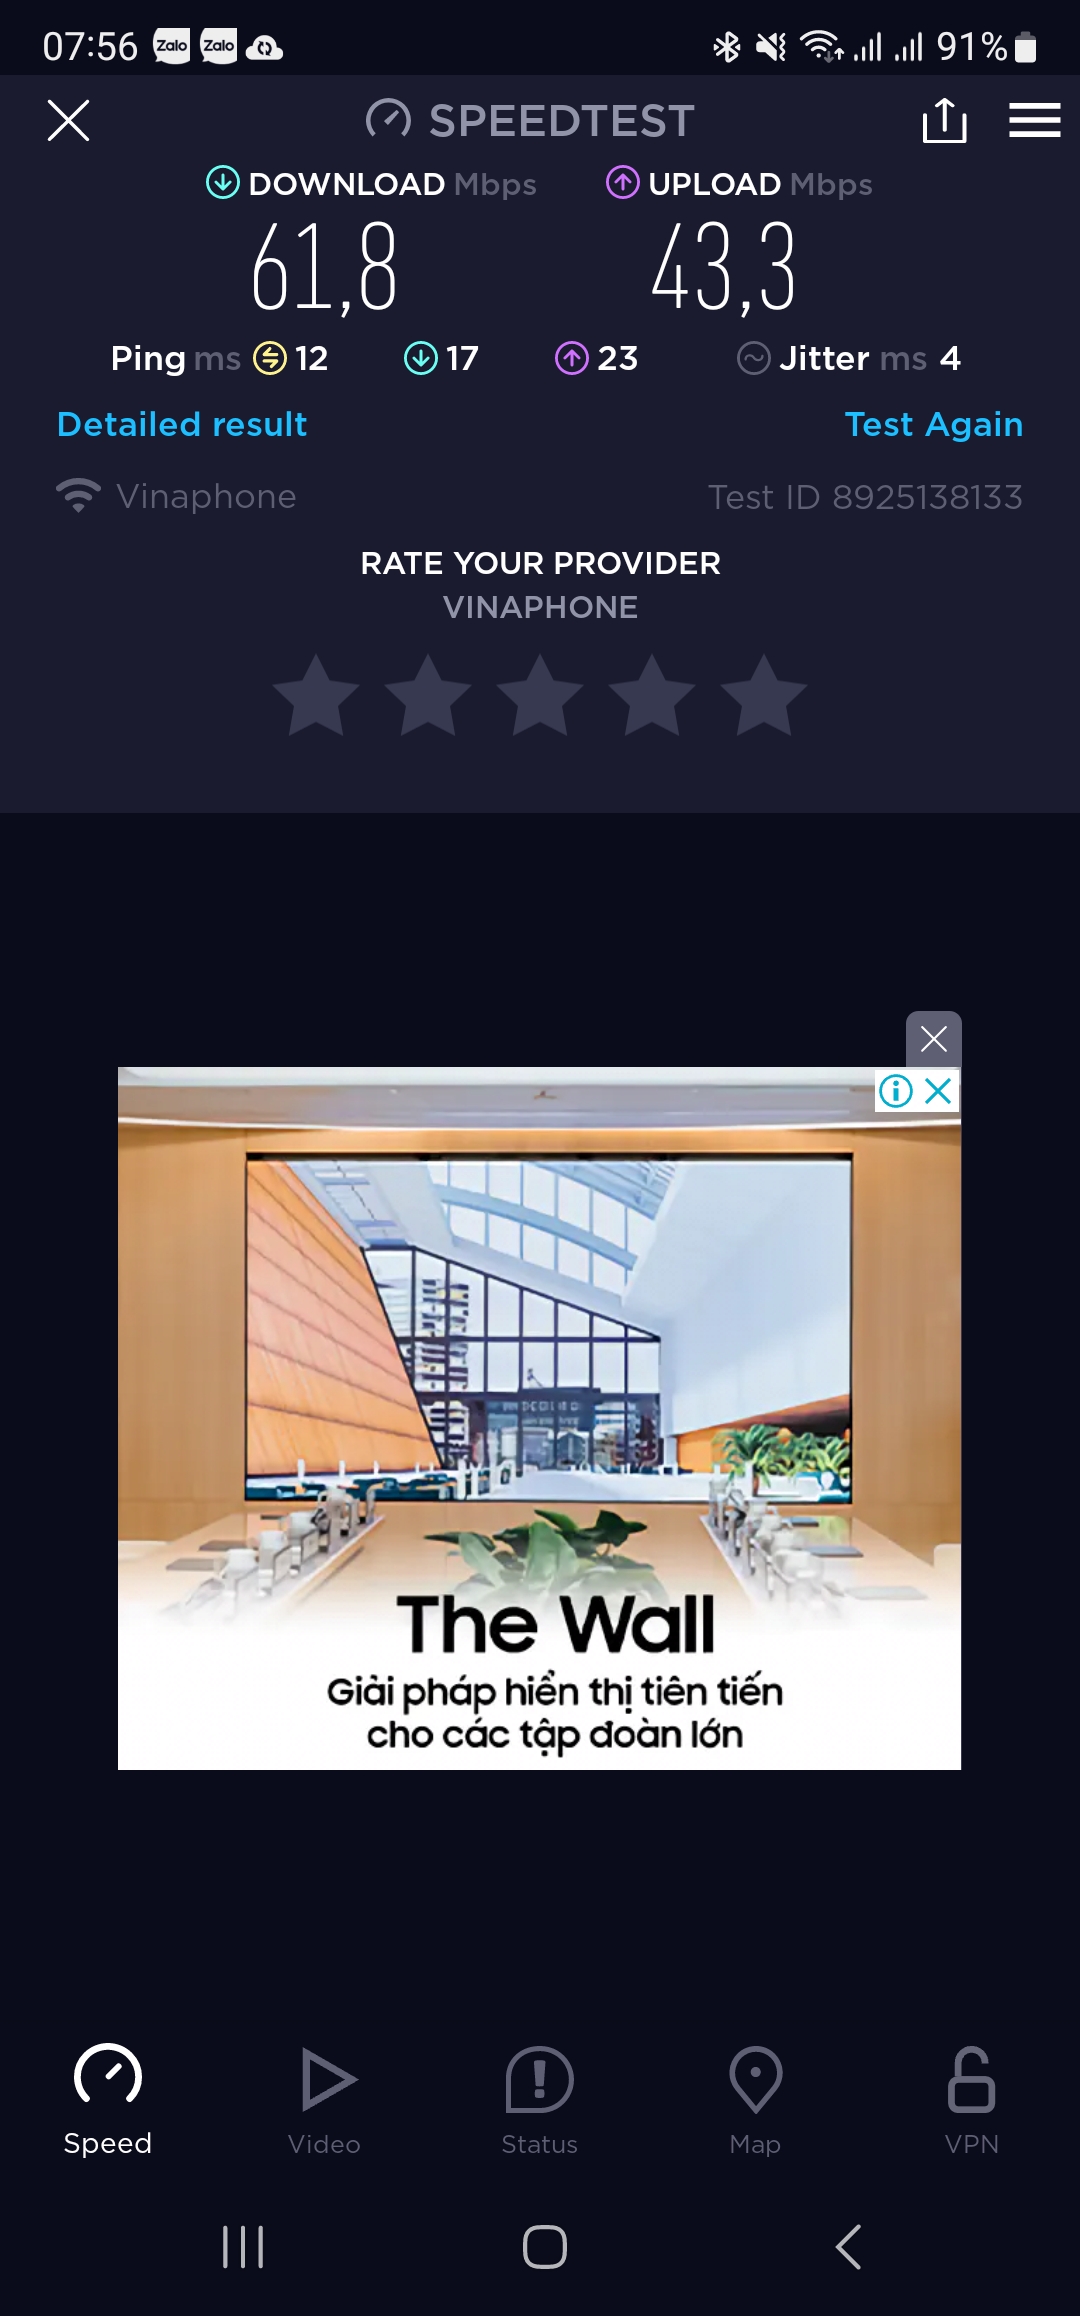 07:56 Zalo Zalo 91%
SPEEDTEST
DOWNLOAD Mbps UPLOAD Mbps
61,8 43,3
Ping ms 12 17 23 Jitter ms 4
Detailed result Test Again
Vinaphone Test ID 8925138133
RATE YOUR PROVIDER
VINAPHONE
The Wall
Giải pháp hiển thị tiên tiến
cho các tập đoàn lớn
Speed Video Status Map VPN